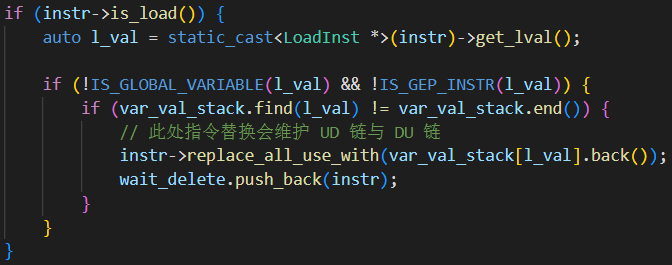 if (instr->is_load()) {
    auto l_val = static_cast<LoadInst *>(instr)->get_lval();

    if (!IS_GLOBAL_VARIABLE(l_val) && !IS_GEP_INSTR(l_val)) {
        if (var_val_stack.find(l_val) != var_val_stack.end()) {
            // 此处指令替换会维护 UD 链与 DU 链
            instr->replace_all_use_with(var_val_stack[l_val].back());
            wait_delete.push_back(instr);
        }
    }
}